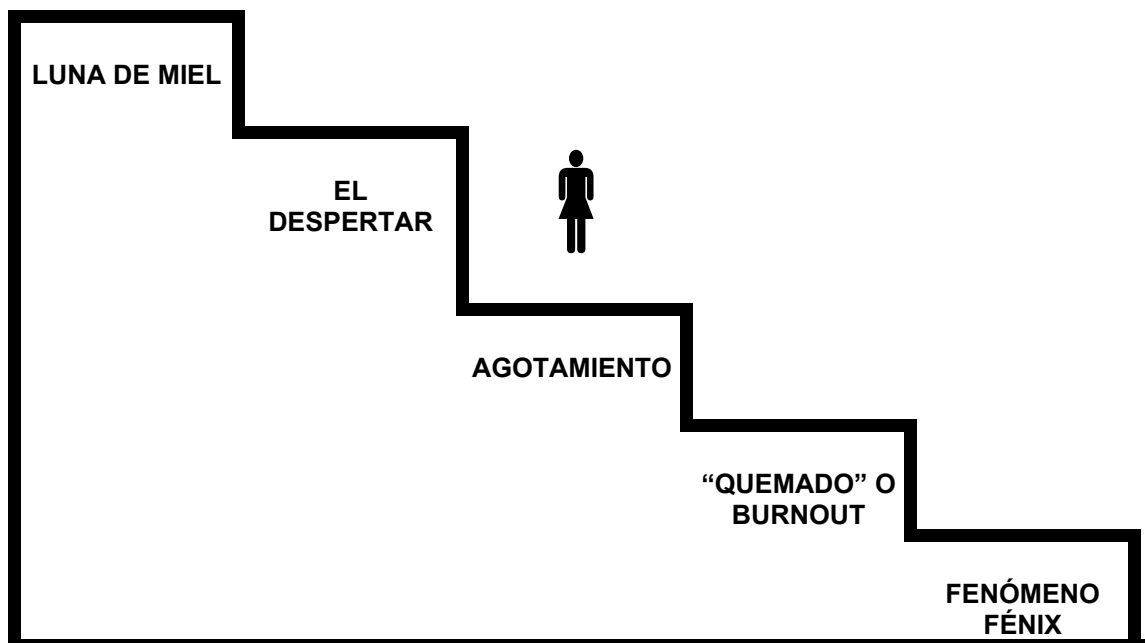 LUNA DE MIEL
EL
DESPERTAR
AGOTAMIENTO
“QUEMADO” O
BURNOUT
FENÓMENO
FÉNIX